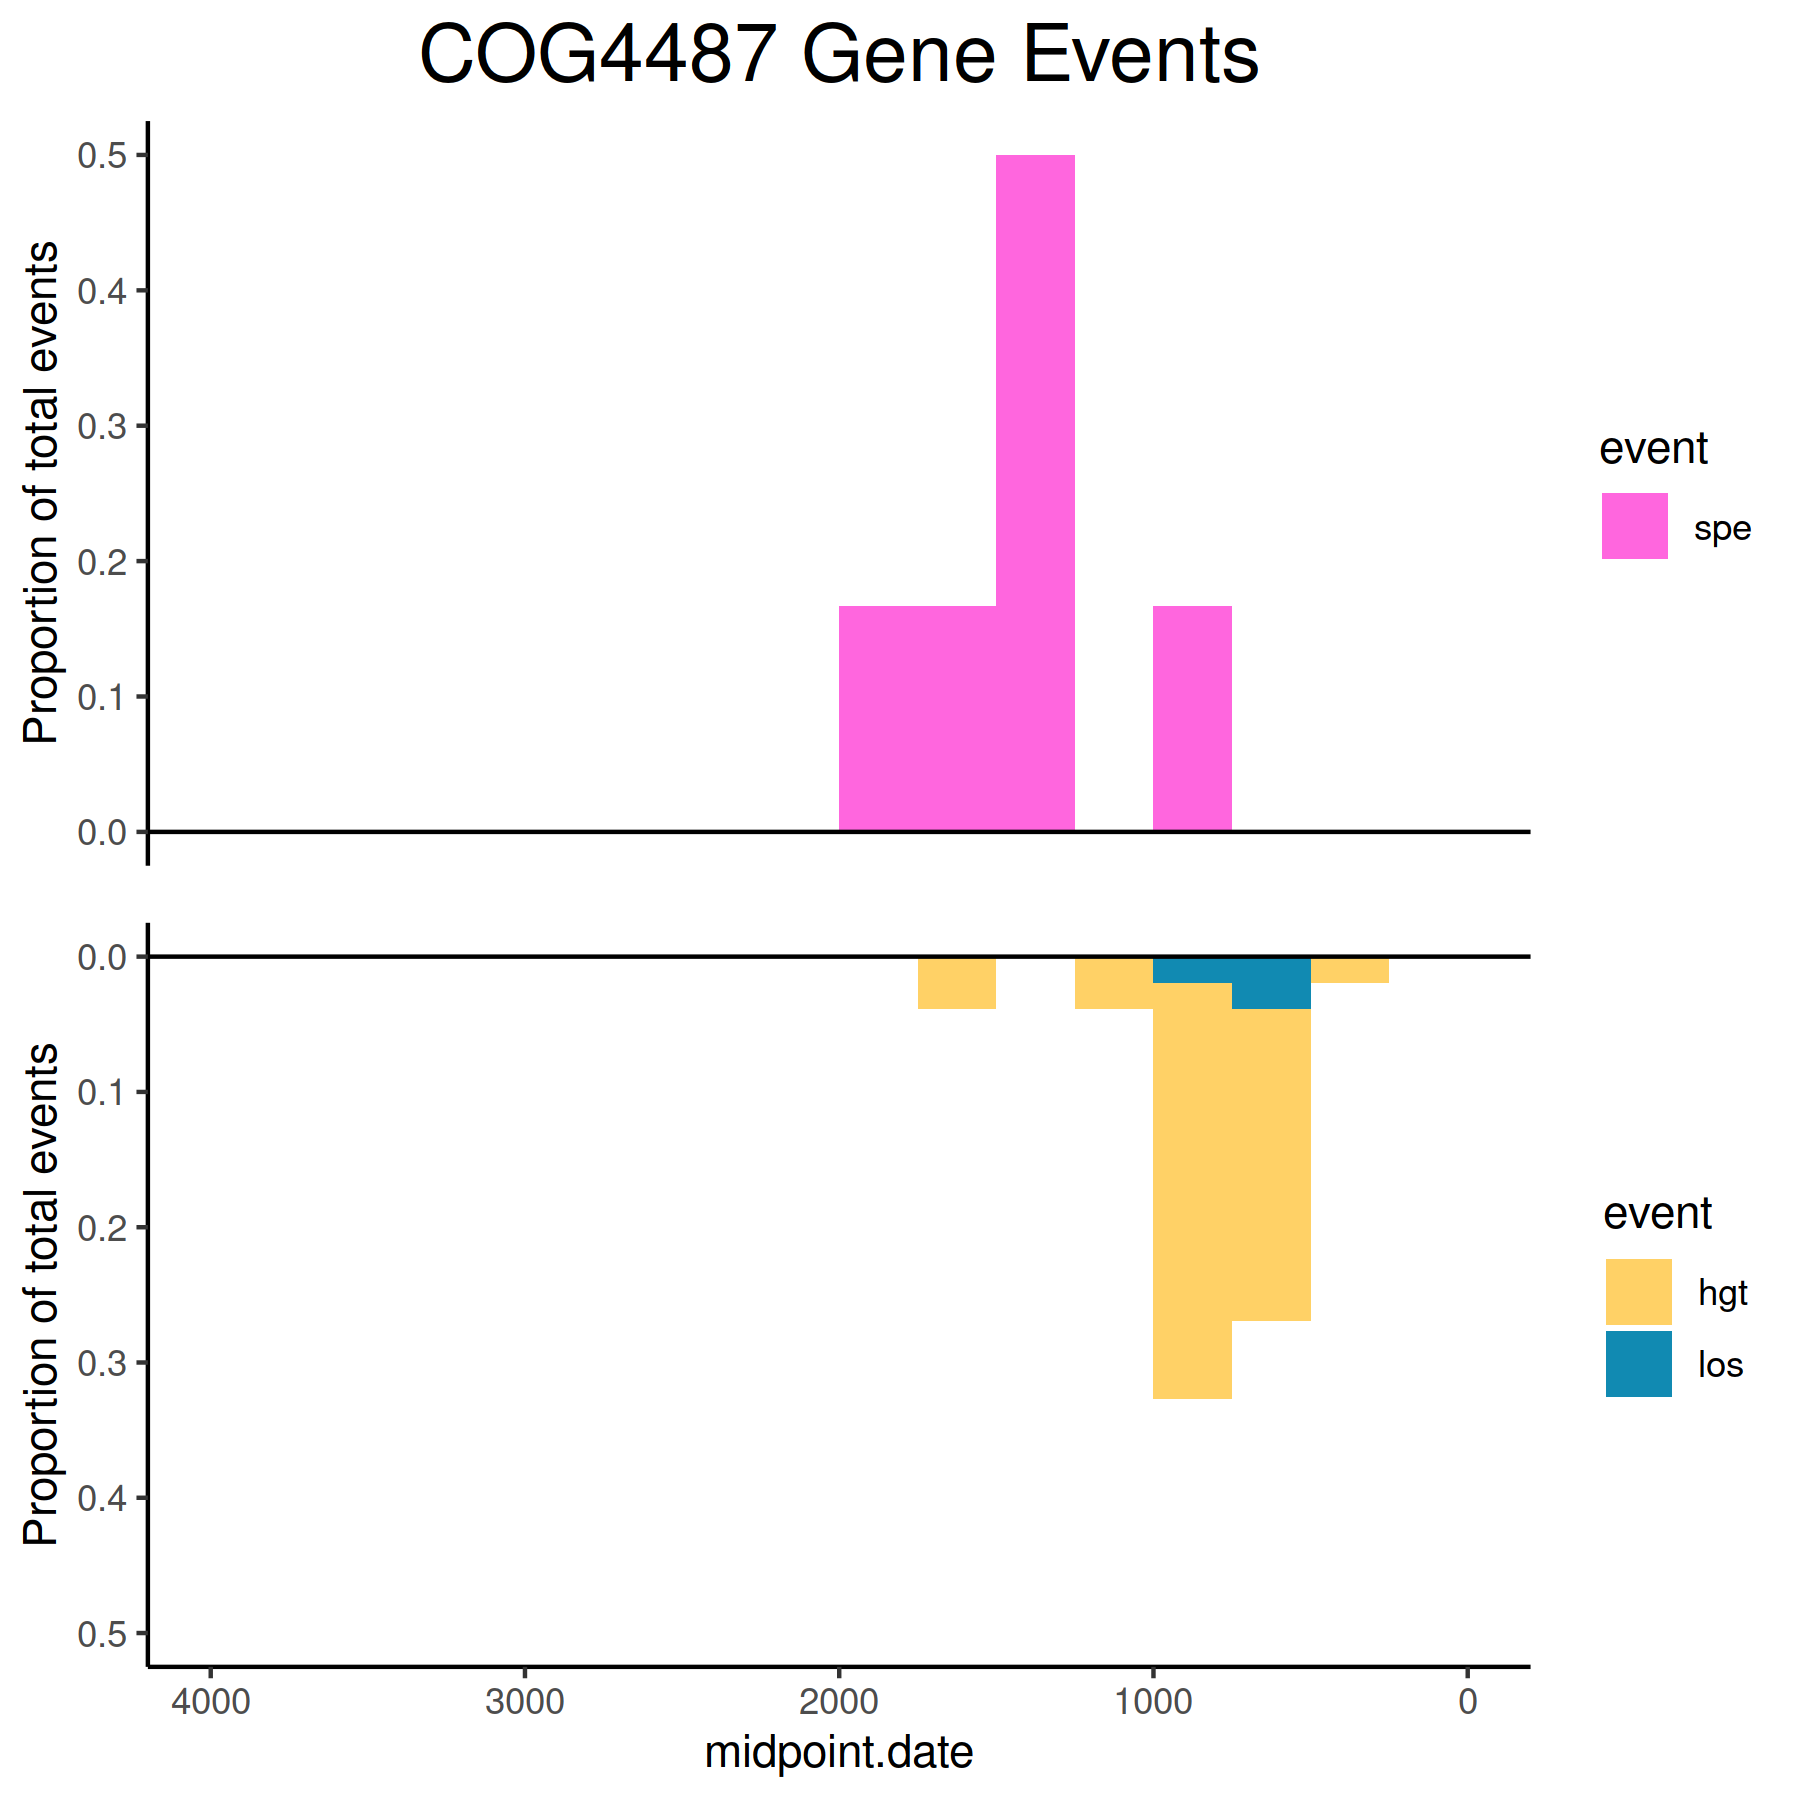 COG4487 Gene Events
Proportion of total events
0.5
0.4
0.3
0.2
0.1
0.0
event
spe
Proportion of total events
0.0
0.1
0.2
0.3
0.4
0.5
event
hgt
los
4000 3000 2000 1000 0
midpoint.date